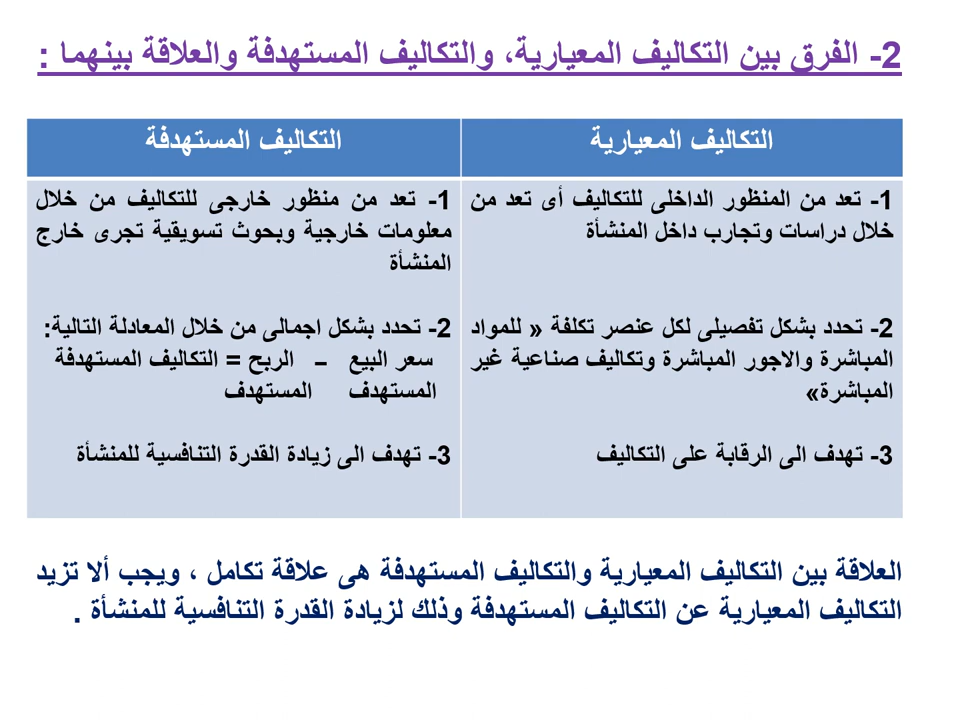 2- الفرق بين التكاليف المعيارية، والتكاليف المستهدفة والعلاقة بينهما :
التكاليف المعيارية
التكاليف المستهدفة
1- تعد من المنظور الداخلى للتكاليف أى تعد من
خلال دراسات وتجارب داخل المنشأة
2- تحدد بشكل تفصيلى لكل عنصر تكلفة « للمواد
المباشرة والاجور المباشرة وتكاليف صناعية غير
المباشرة»
3- تهدف الى الرقابة على التكاليف
1- تعد من منظور خارجى للتكاليف من خلال
معلومات خارجية وبحوث تسويقية تجرى خارج
المنشأة
2- تحدد بشكل اجمالى من خلال المعادلة التالية:
سعر البيع – الربح = التكاليف المستهدفة
المستهدف المستهدف
3- تهدف الى زيادة القدرة التنافسية للمنشأة
العلاقة بين التكاليف المعيارية والتكاليف المستهدفة هى علاقة تكامل ، ويجب ألا تزيد
التكاليف المعيارية عن التكاليف المستهدفة وذلك لزيادة القدرة التنافسية للمنشأة .